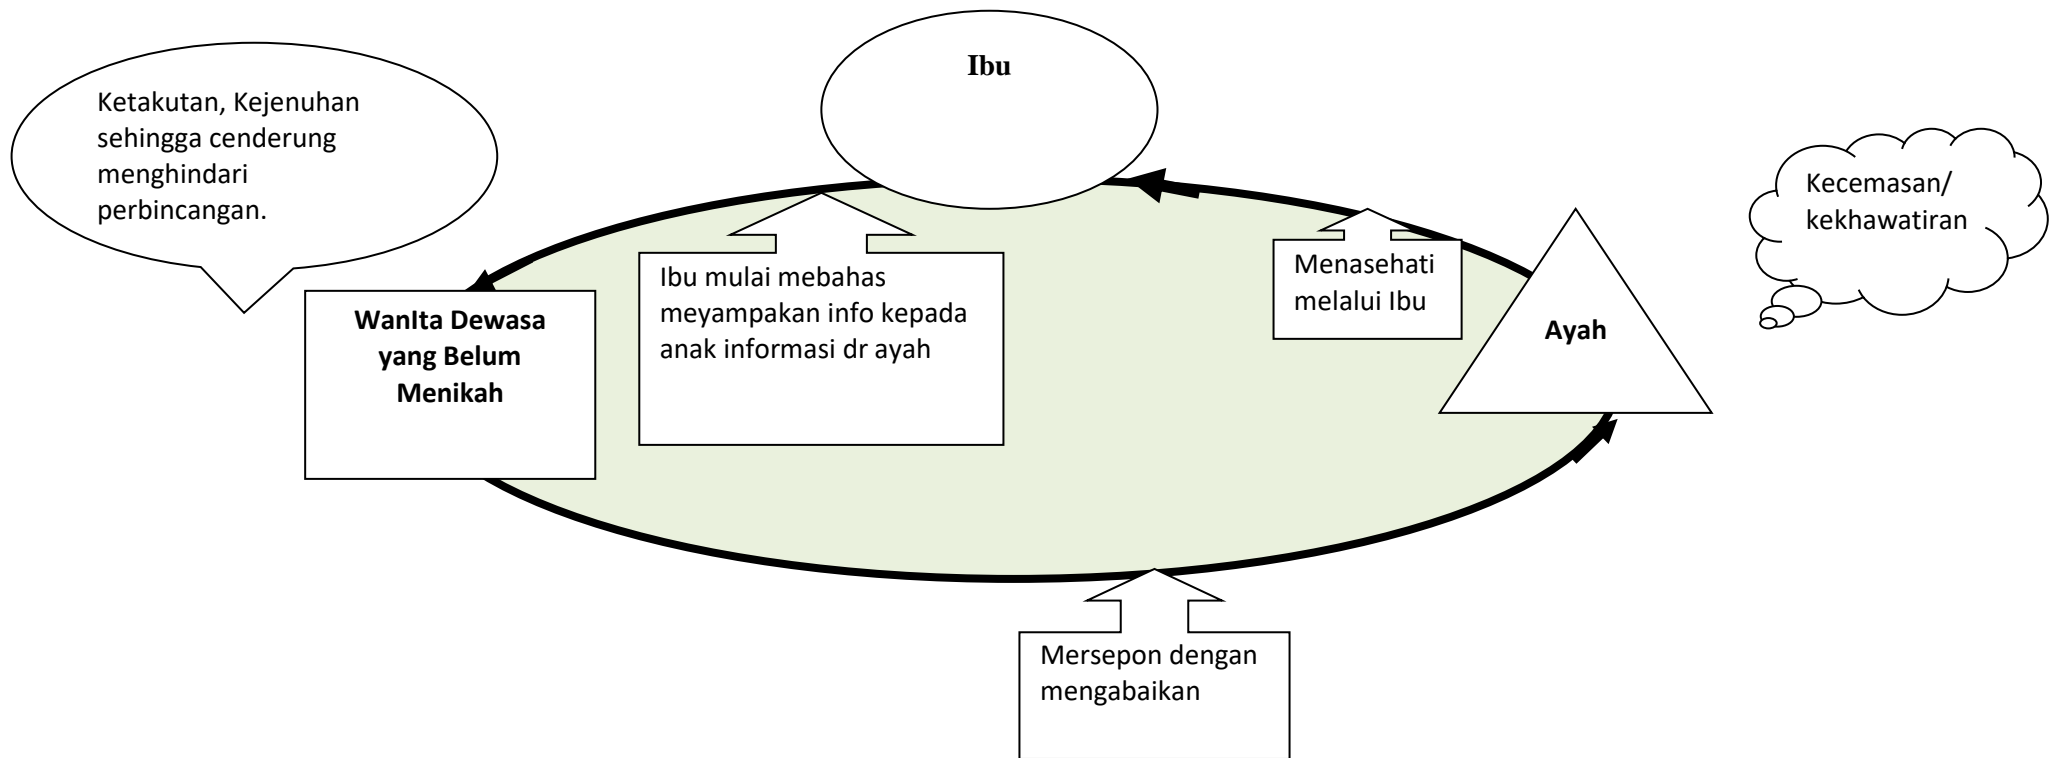 Ibu
Ketakutan, Kejenuhan
sehingga cenderung
menghindari
perbincangan.
Kecemasan/
kekhawatiran
Menasehati
melalui Ibu
Ibu mulai mebahas
meyampakan info kepada
anak informasi dr ayah
WanIta Dewasa
yang Belum
Menikah
Ayah
Mersepon dengan
mengabaikan